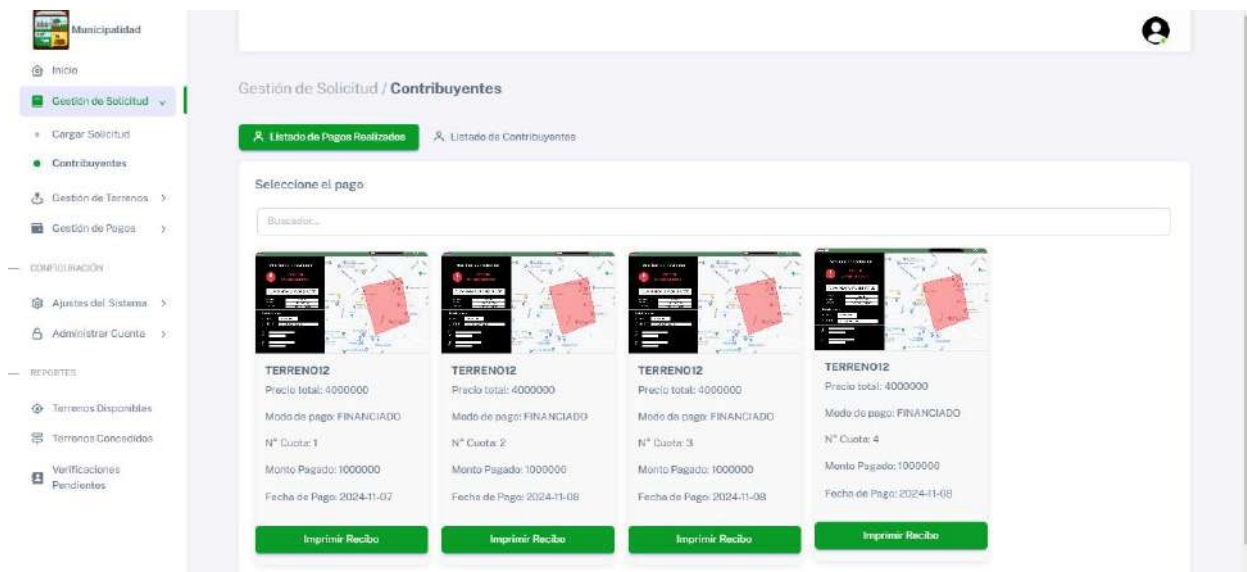 Municipalidad
Inicio
Gestión de Solicitud
Cargar Solicitud
Contribuyentes
Gestión de Terrenos
Gestión de Pagos
CONFIGURACIÓN
Ajustes del Sistema
Administrar Cuenta
REPORTES
Terrenos Disponibles
Terrenos Concedidos
Verificaciones
Pendientes
Gestión de Solicitud / Contribuyentes
Listado de Pagos Realizados
Listado de Contribuyentes
Seleccione el pago
Buscador...
TERRENO12
Precio total: 4000000
Modo de pago: FINANCIADO
N° Cuota: 1
Monto Pagado: 1000000
Fecha de Pago: 2024-11-07
Imprimir Recibo
TERRENO12
Precio total: 4000000
Modo de pago: FINANCIADO
N° Cuota: 2
Monto Pagado: 1000000
Fecha de Pago: 2024-11-08
Imprimir Recibo
TERRENO12
Precio total: 4000000
Modo de pago: FINANCIADO
N° Cuota: 3
Monto Pagado: 1000000
Fecha de Pago: 2024-11-08
Imprimir Recibo
TERRENO12
Precio total: 4000000
Modo de pago: FINANCIADO
N° Cuota: 4
Monto Pagado: 1000000
Fecha de Pago: 2024-11-08
Imprimir Recibo